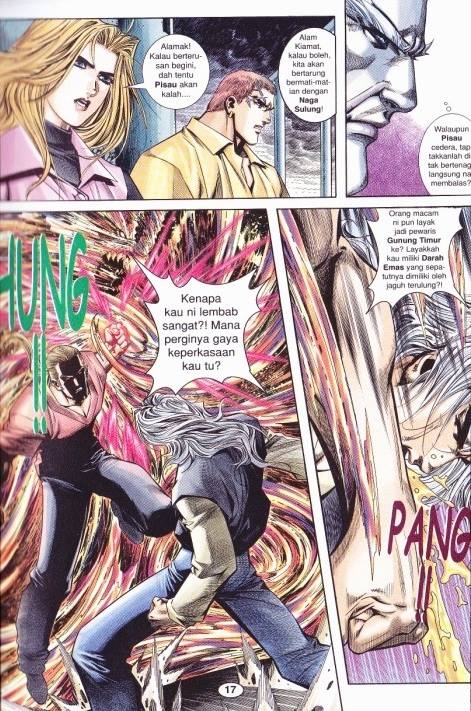 Alamak!
Kalau berteru-
san begini,
dah tentu
Pisau akan
kalah....
Alam
Kiamat,
kalau boleh,
kita akan
bertarung
bermati-mat-
ian dengan
Naga
Sulung!
Walaupun
Pisau
cedera, tap
takkanlah di
tak bertenag
langsung na
membalas?
HUNG
!!
Kenapa
kau ni lembab
sangat?! Mana
perginya gaya
keperkasaan
kau tu?
Orang macam
ni pun layak
jadi pewaris
Gunung Timur
ke? Layakkah
kau miliki Darah
Emas yang sepa-
tutnya dimiliki oleh
jaguh terulung?!
PANG
!!
17